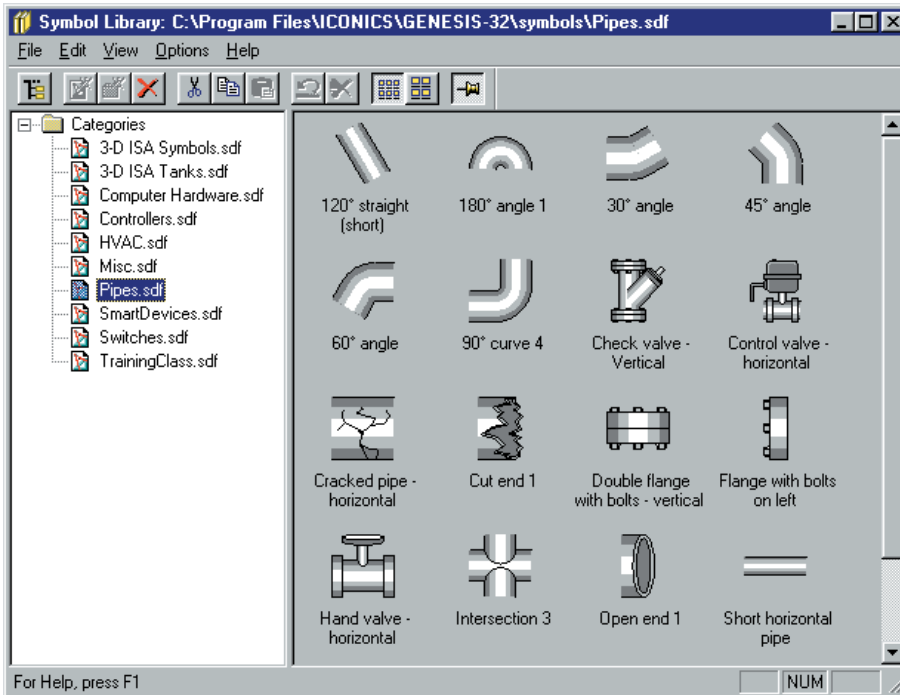 Symbol Library: C:\Program Files\ICONICS\GENESIS-32\symbols\Pipes.sdf
File Edit View Options Help
Categories
3-D ISA Symbols.sdf
3-D ISA Tanks.sdf
Computer Hardware.sdf
Controllers.sdf
HVAC.sdf
Misc.sdf
Pipes.sdf
SmartDevices.sdf
Switches.sdf
TrainingClass.sdf
120° straight
(short)
180° angle 1
30° angle
45° angle
60° angle
90° curve 4
Check valve -
Vertical
Control valve -
horizontal
Cracked pipe -
horizontal
Cut end 1
Double flange
with bolts - vertical
Flange with bolts
on left
Hand valve -
horizontal
Intersection 3
Open end 1
Short horizontal
pipe
For Help, press F1
NUM